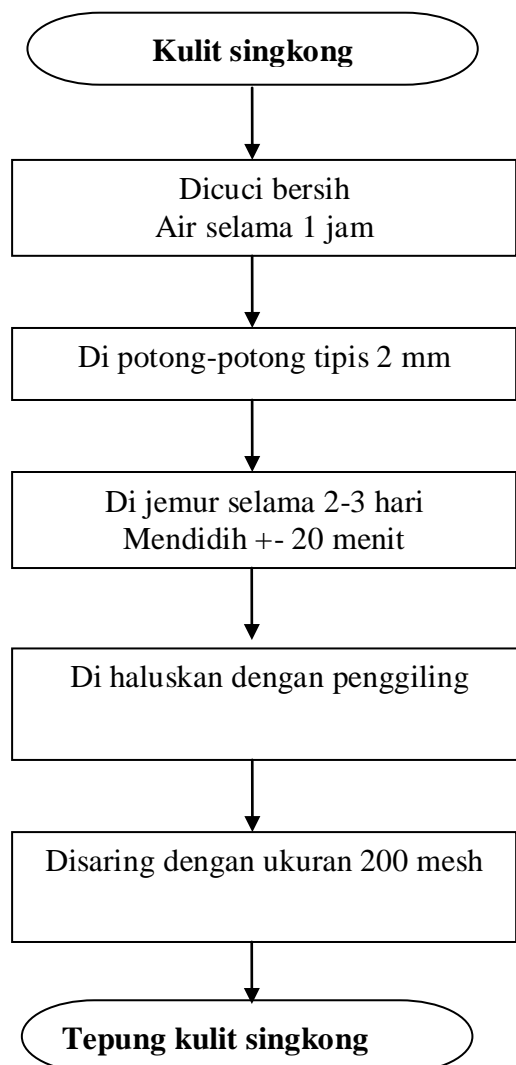 Kulit singkong
Dicuci bersih
Air selama 1 jam
Di potong-potong tipis 2 mm
Di jemur selama 2-3 hari
Mendidih +- 20 menit
Di haluskan dengan penggiling
Disaring dengan ukuran 200 mesh
Tepung kulit singkong